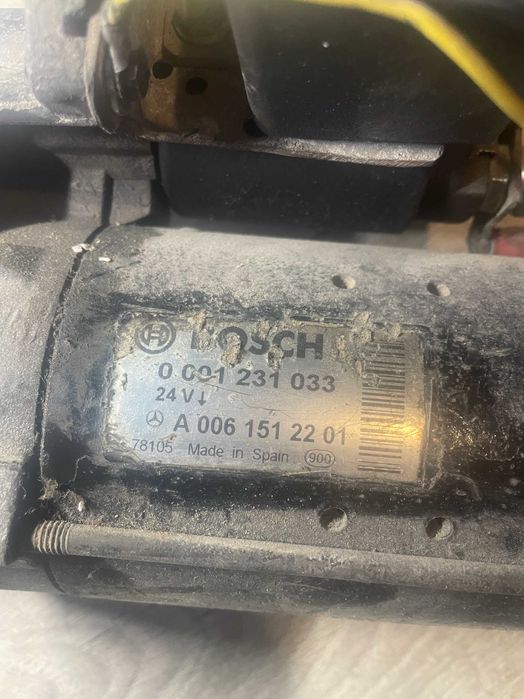 BOSCH
0 001 231 033
24 V
A 006 151 22 01
78105 Made in Spain 900